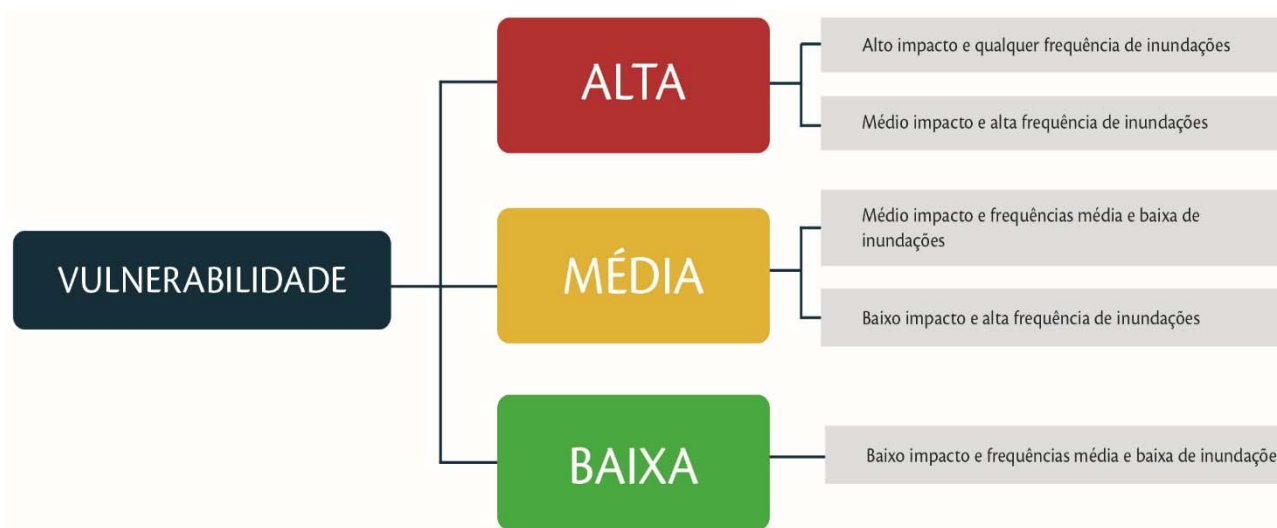 VULNERABILIDADE
ALTA
Alto impacto e qualquer frequência de inundações
Médio impacto e alta frequência de inundações
MÉDIA
Médio impacto e frequências média e baixa de
inundações
Baixo impacto e alta frequência de inundações
BAIXA
Baixo impacto e frequências média e baixa de inundaçõe